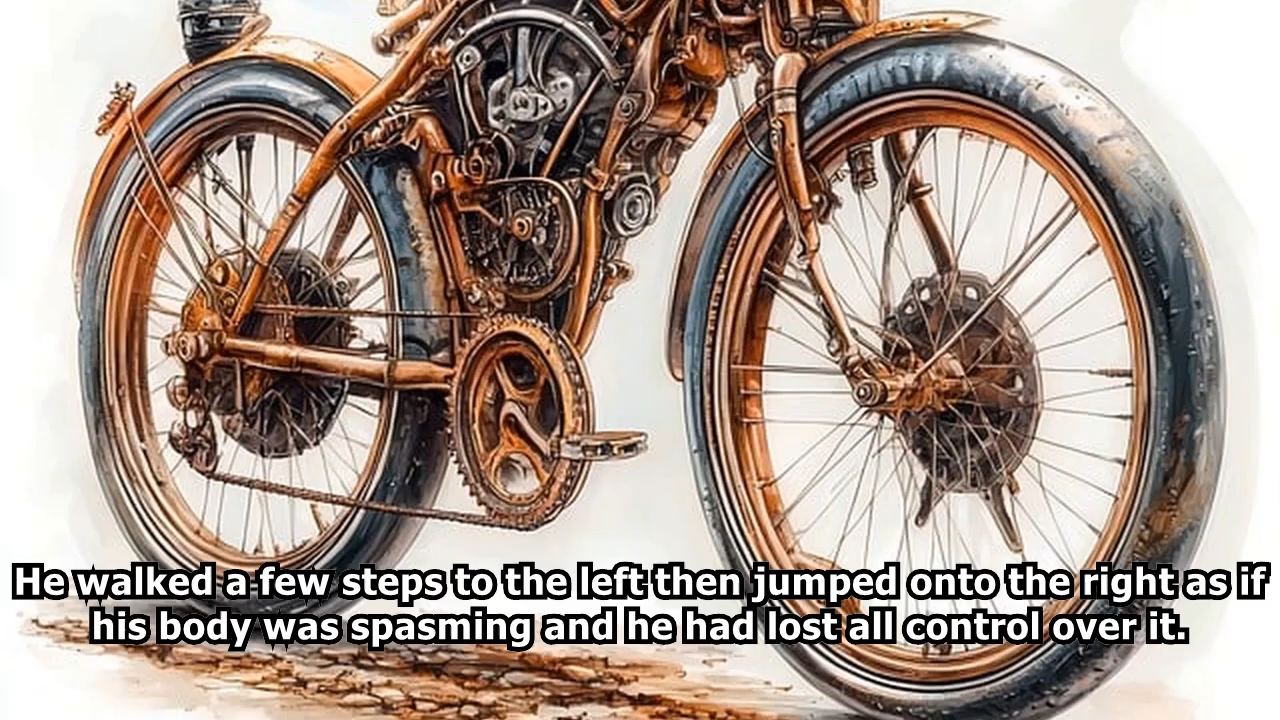 He walked a few steps to the left then jumped onto the right as if
his body was spasming and he had lost all control over it.